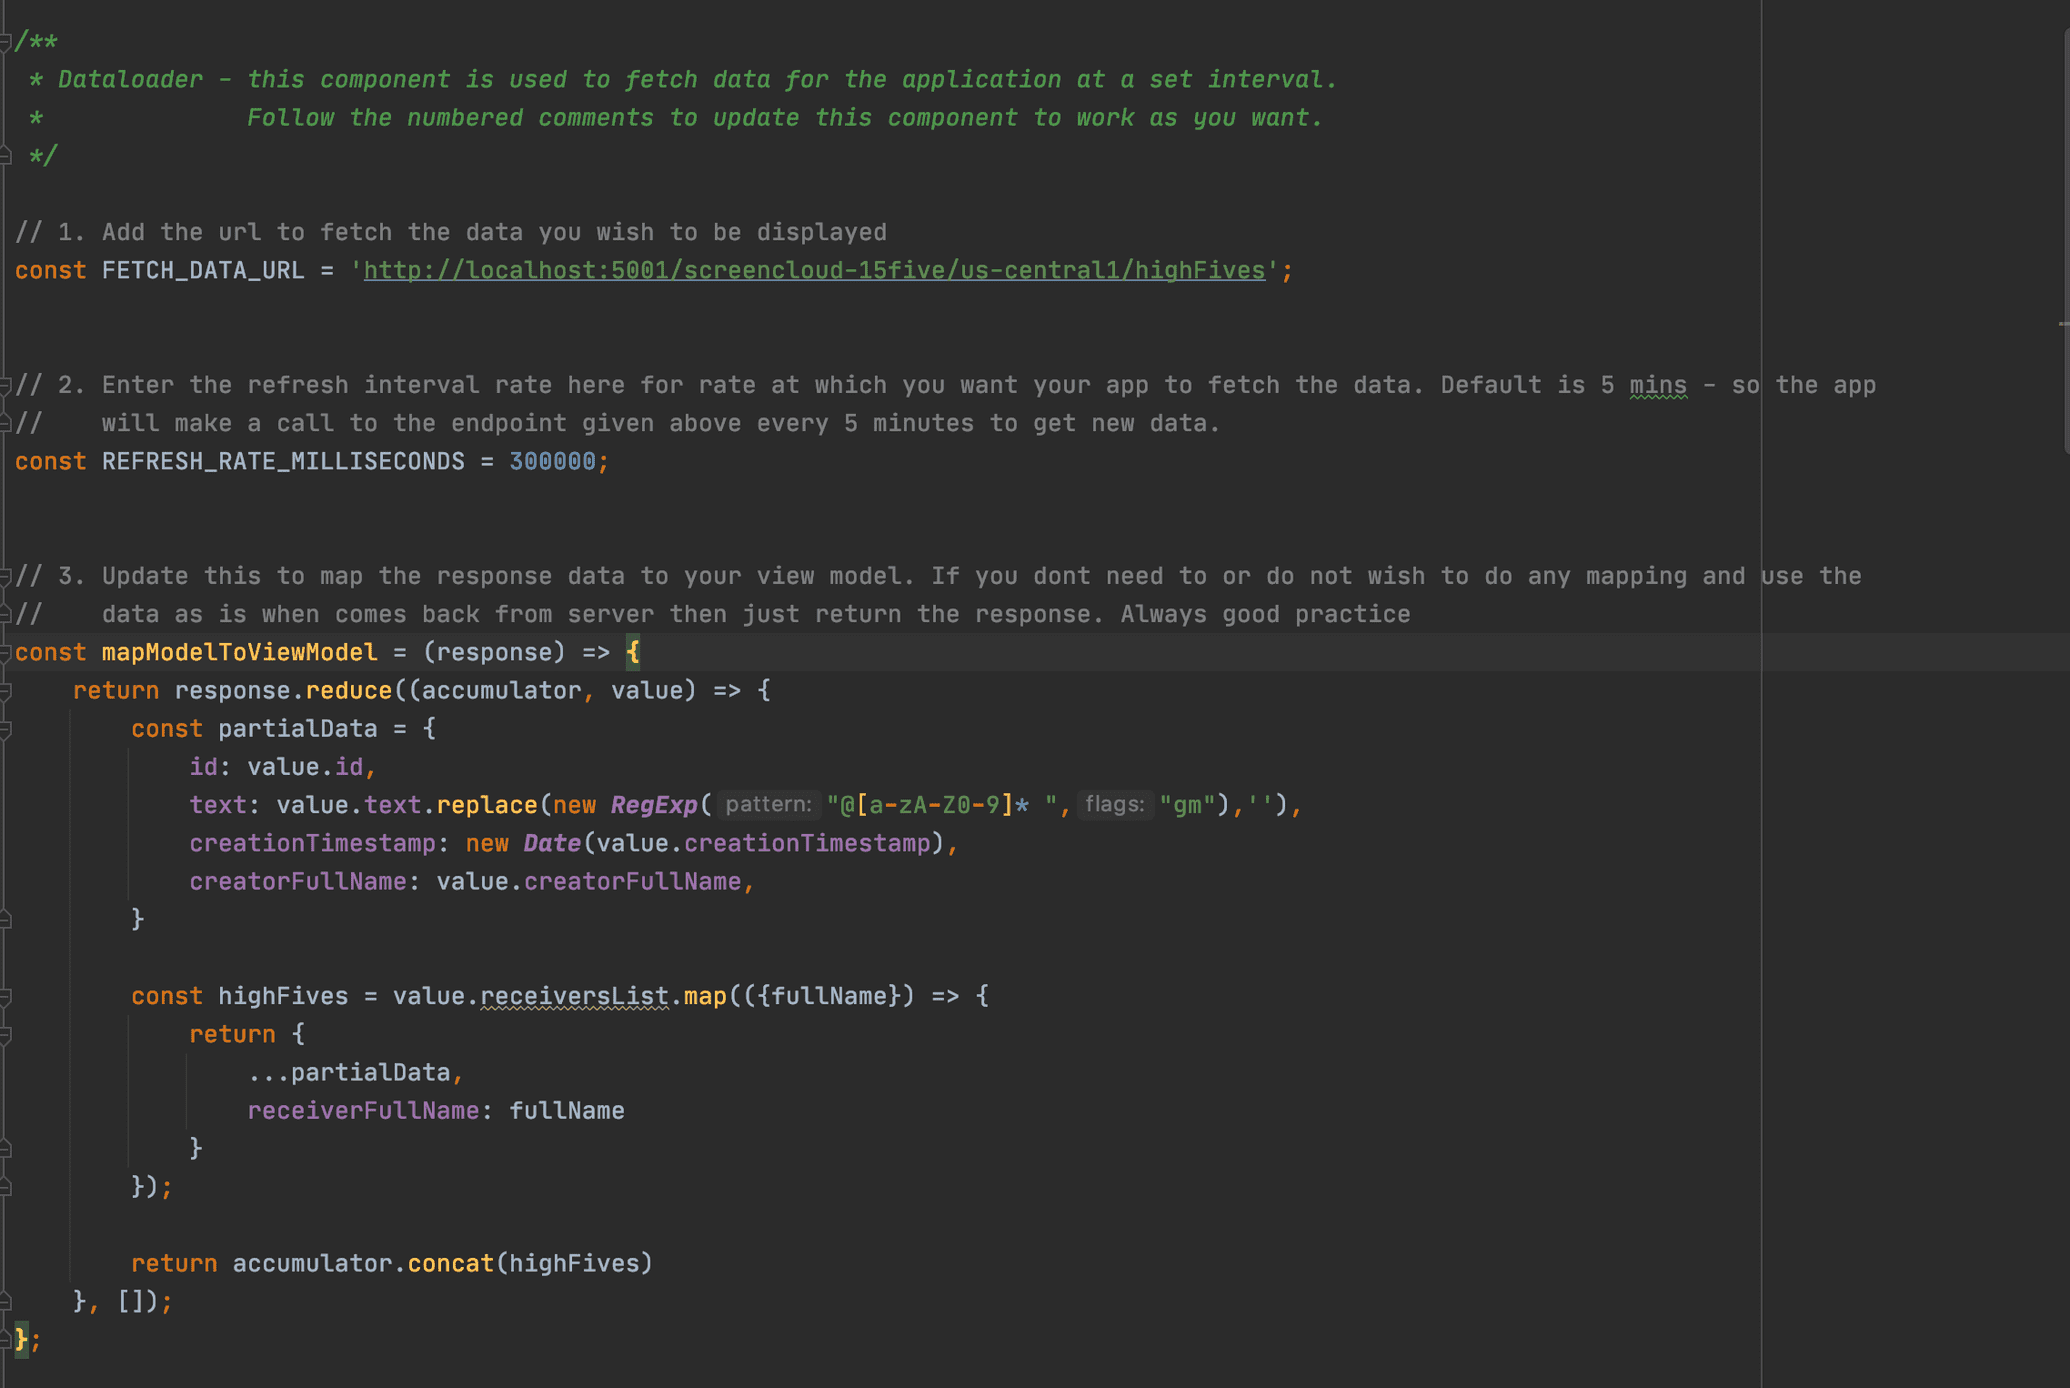 /**
 * Dataloader - this component is used to fetch data for the application at a set interval.
 *              Follow the numbered comments to update this component to work as you want.
 */
// 1. Add the url to fetch the data you wish to be displayed
const FETCH_DATA_URL = 'http://localhost:5001/screencloud-15five/us-central1/highFives';
// 2. Enter the refresh interval rate here for rate at which you want your app to fetch the data. Default is 5 mins - so the app
//    will make a call to the endpoint given above every 5 minutes to get new data.
const REFRESH_RATE_MILLISECONDS = 300000;
// 3. Update this to map the response data to your view model. If you dont need to or do not wish to do any mapping and use the
//    data as is when comes back from server then just return the response. Always good practice
const mapModelToViewModel = (response) => {
    return response.reduce((accumulator, value) => {
        const partialData = {
            id: value.id,
            text: value.text.replace(new RegExp( pattern: "@[a-zA-Z0-9]* ", flags: "gm"),''),
            creationTimestamp: new Date(value.creationTimestamp),
            creatorFullName: value.creatorFullName,
        }
        const highFives = value.receiversList.map(({fullName}) => {
            return {
                ...partialData,
                receiverFullName: fullName
            }
        });
        return accumulator.concat(highFives)
    }, []);
};